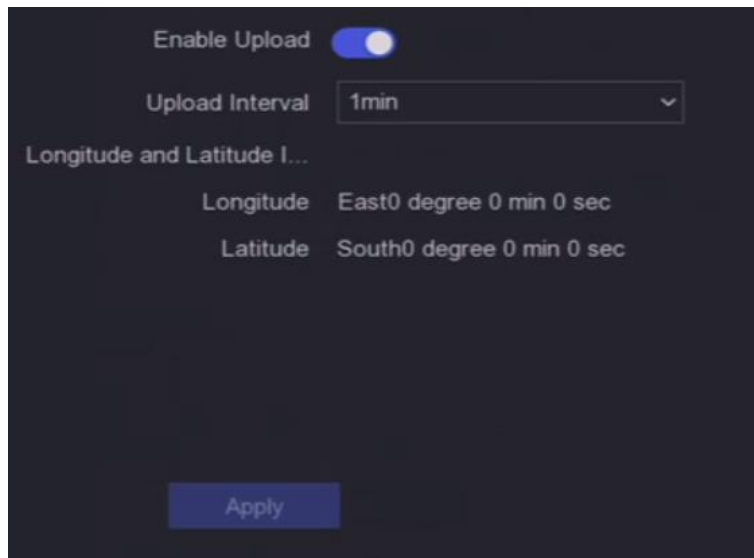 Enable Upload
Upload Interval 1min
Longitude and Latitude I...
Longitude East0 degree 0 min 0 sec
Latitude South0 degree 0 min 0 sec
Apply